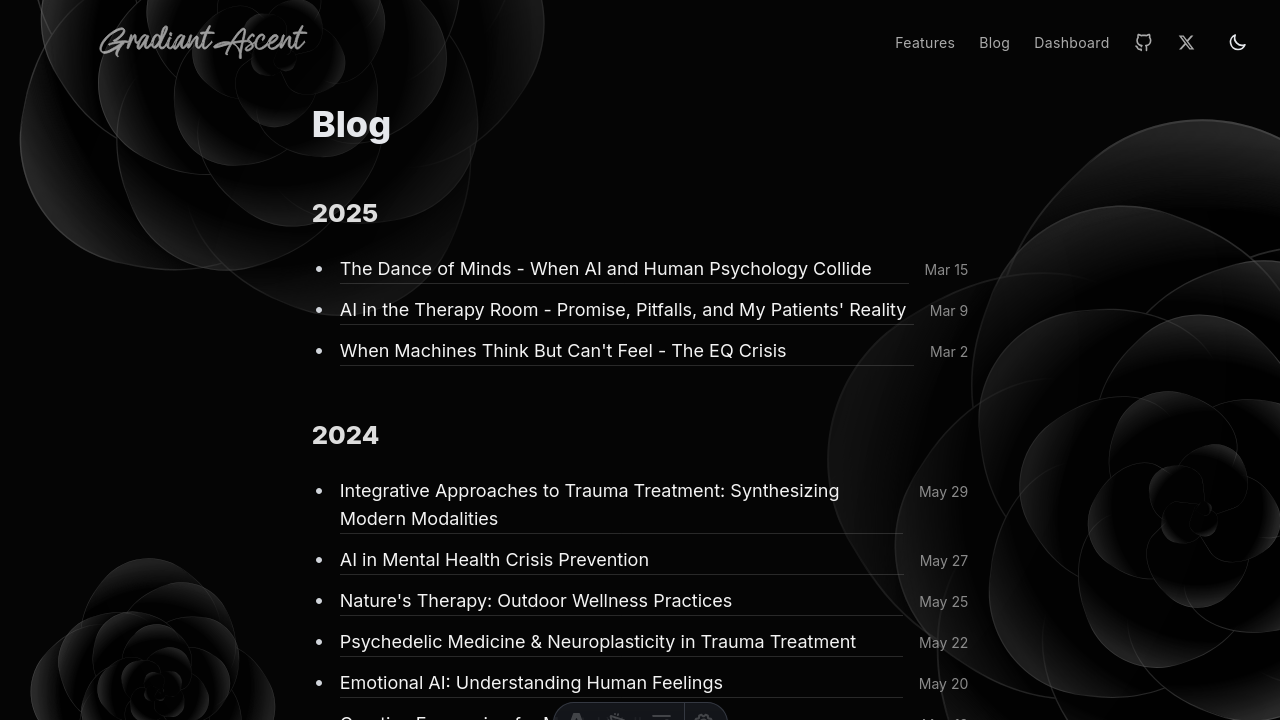 Gradiant Ascent
Features Blog Dashboard
Blog
2025
The Dance of Minds - When AI and Human Psychology Collide Mar 15
AI in the Therapy Room - Promise, Pitfalls, and My Patients' Reality Mar 9
When Machines Think But Can't Feel - The EQ Crisis Mar 2
2024
Integrative Approaches to Trauma Treatment: Synthesizing May 29
Modern Modalities
AI in Mental Health Crisis Prevention May 27
Nature's Therapy: Outdoor Wellness Practices May 25
Psychedelic Medicine & Neuroplasticity in Trauma Treatment May 22
Emotional AI: Understanding Human Feelings May 20